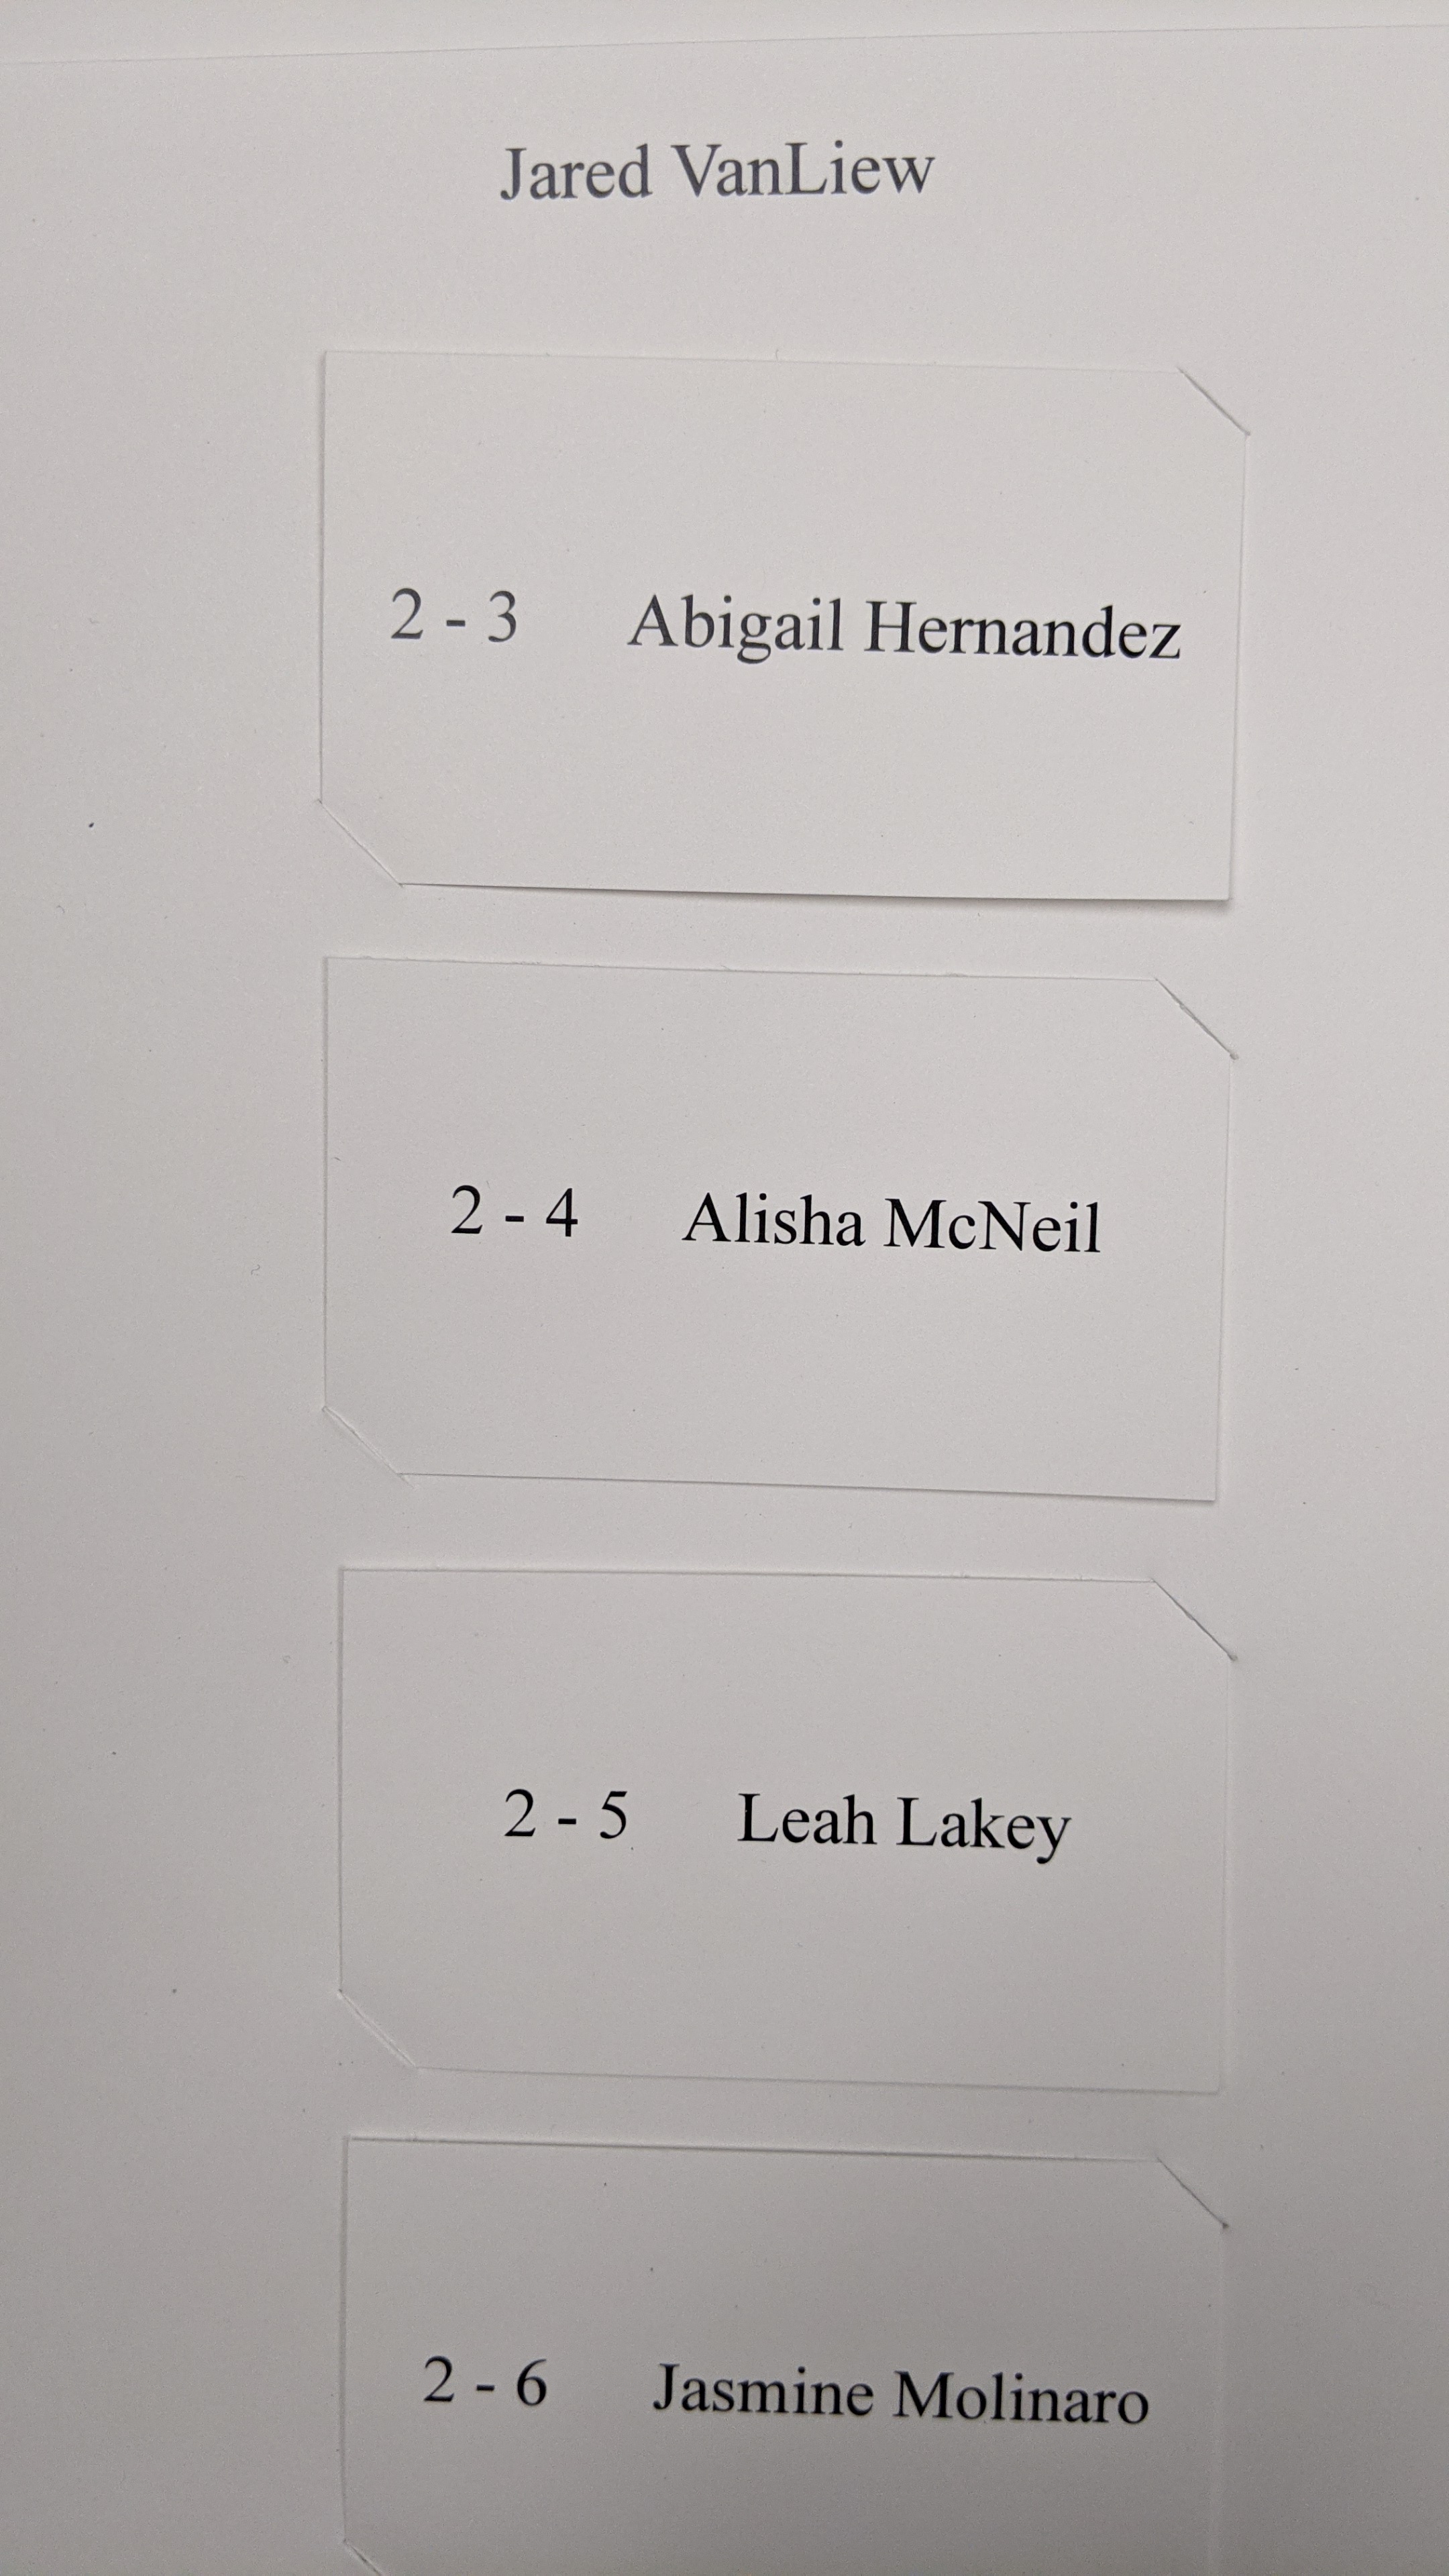 Jared VanLiew
2 - 3 Abigail Hernandez
2 - 4 Alisha McNeil
2 - 5 Leah Lakey
2 - 6 Jasmine Molinaro